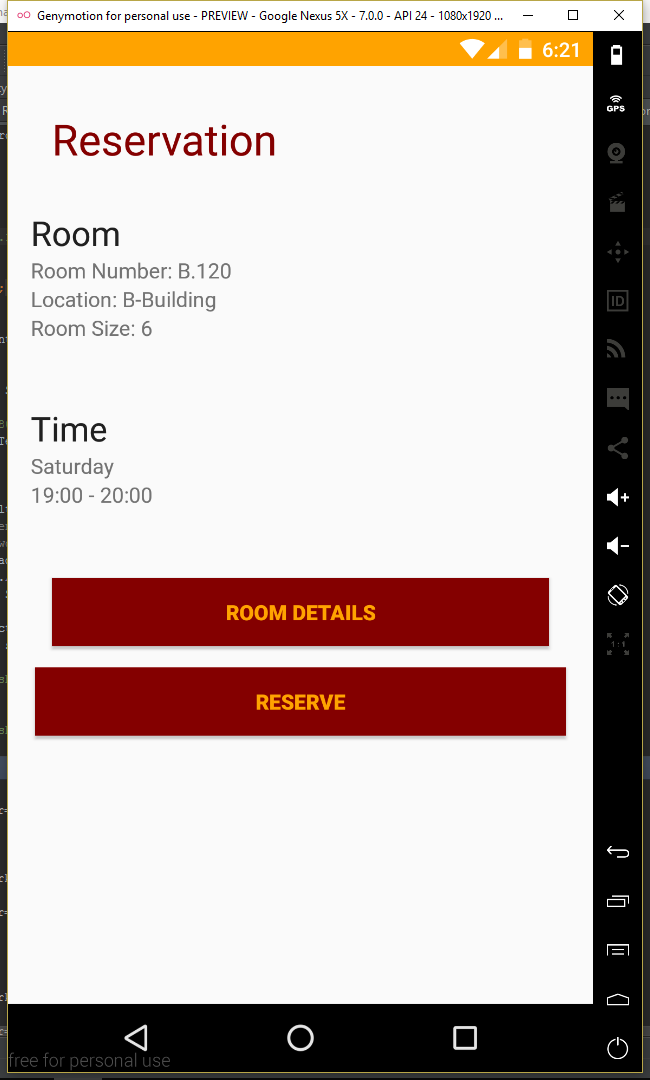 Genymotion for personal use - PREVIEW - Google Nexus 5X - 7.0.0 - API 24 - 1080x1920 ...
6:21
GPS
Reservation
Room
Room Number: B.120
Location: B-Building
Room Size: 6
ID
Time
Saturday
19:00 - 20:00
ROOM DETAILS
1:1
RESERVE
free for personal use